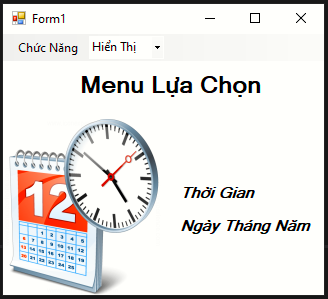 Form1
Chức Năng Hiển Thị
Menu Lựa Chọn
12
Thời Gian
Ngày Tháng Năm